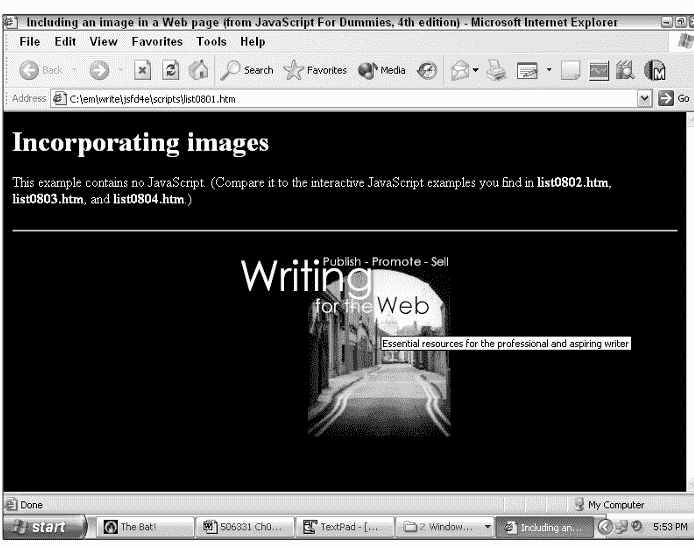 Including an image in a Web page (from JavaScript For Dummies, 4th edition) - Microsoft Internet Explorer
File Edit View Favorites Tools Help
Back Search Favorites Media
Address C:\em\write\jsfd4e\scripts\list0801.htm Go
Incorporating images
This example contains no JavaScript. (Compare it to the interactive JavaScript examples you find in list0802.htm,
list0803.htm, and list0804.htm.)
Publish - Promote - Sell
Writing
for the Web
Essential resources for the professional and aspiring writer
Done My Computer
start The Bat! 506331 Ch0... TextPad - [... 2 Window... Including an... 5:53 PM